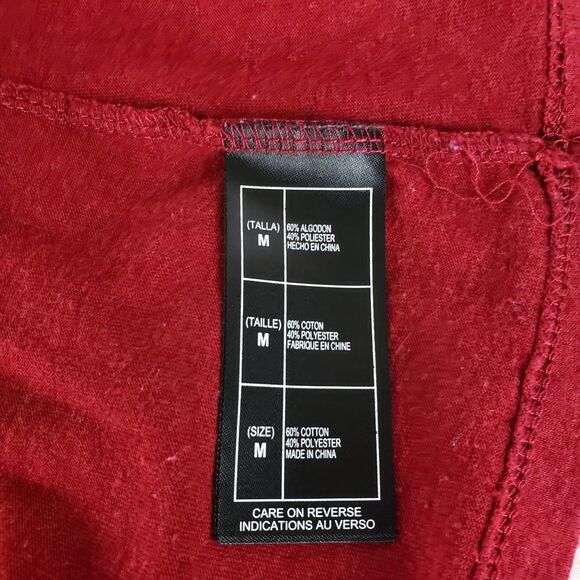 (TALLA)
M
60% ALGODON
40% POLIESTER
HECHO EN CHINA
(TAILLE)
M
60% COTON
40% POLYESTER
FABRIQUE EN CHINE
(SIZE)
M
60% COTTON
40% POLYESTER
MADE IN CHINA
CARE ON REVERSE
INDICATIONS AU VERSO